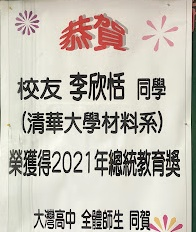 恭賀
校友 李欣恬 同學
(清華大學材料系)
榮獲得2021年總統教育獎
大灣高中 全體師生 同賀